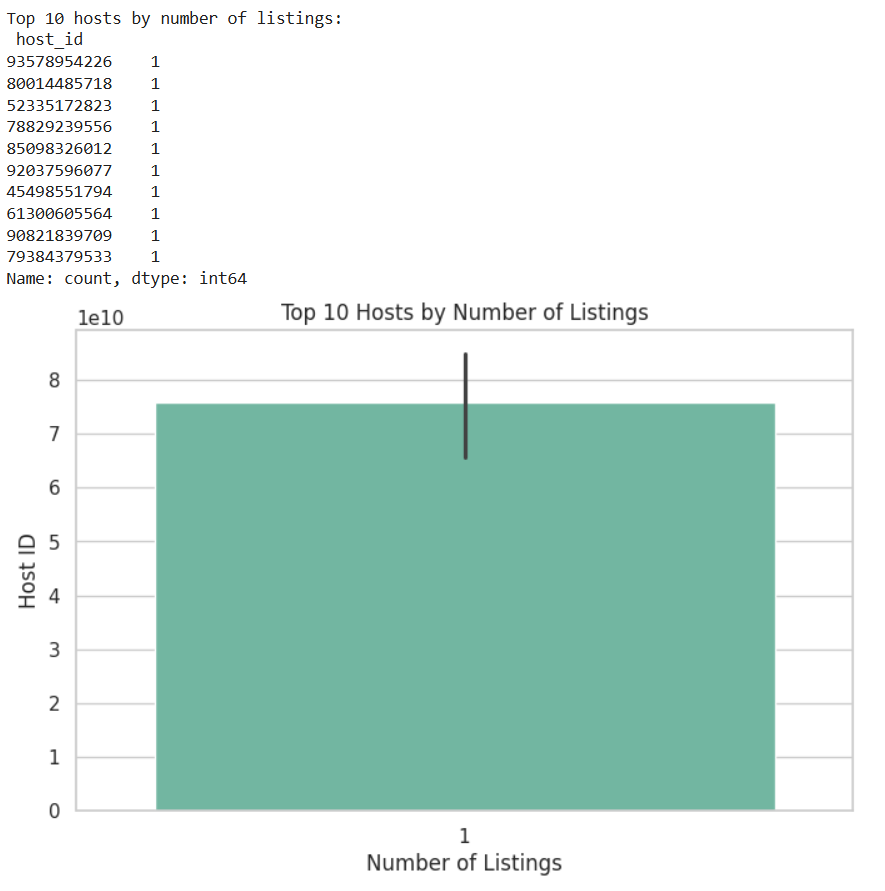 Top 10 hosts by number of listings:
host_id
93578954226    1
80014485718    1
52335172823    1
78829239556    1
85098326012    1
92037596077    1
45498551794    1
61300605564    1
90821839709    1
79384379533    1
Name: count, dtype: int64
Top 10 Hosts by Number of Listings
1e10
8
7
6
5
4
3
2
1
0
Host ID
1
Number of Listings